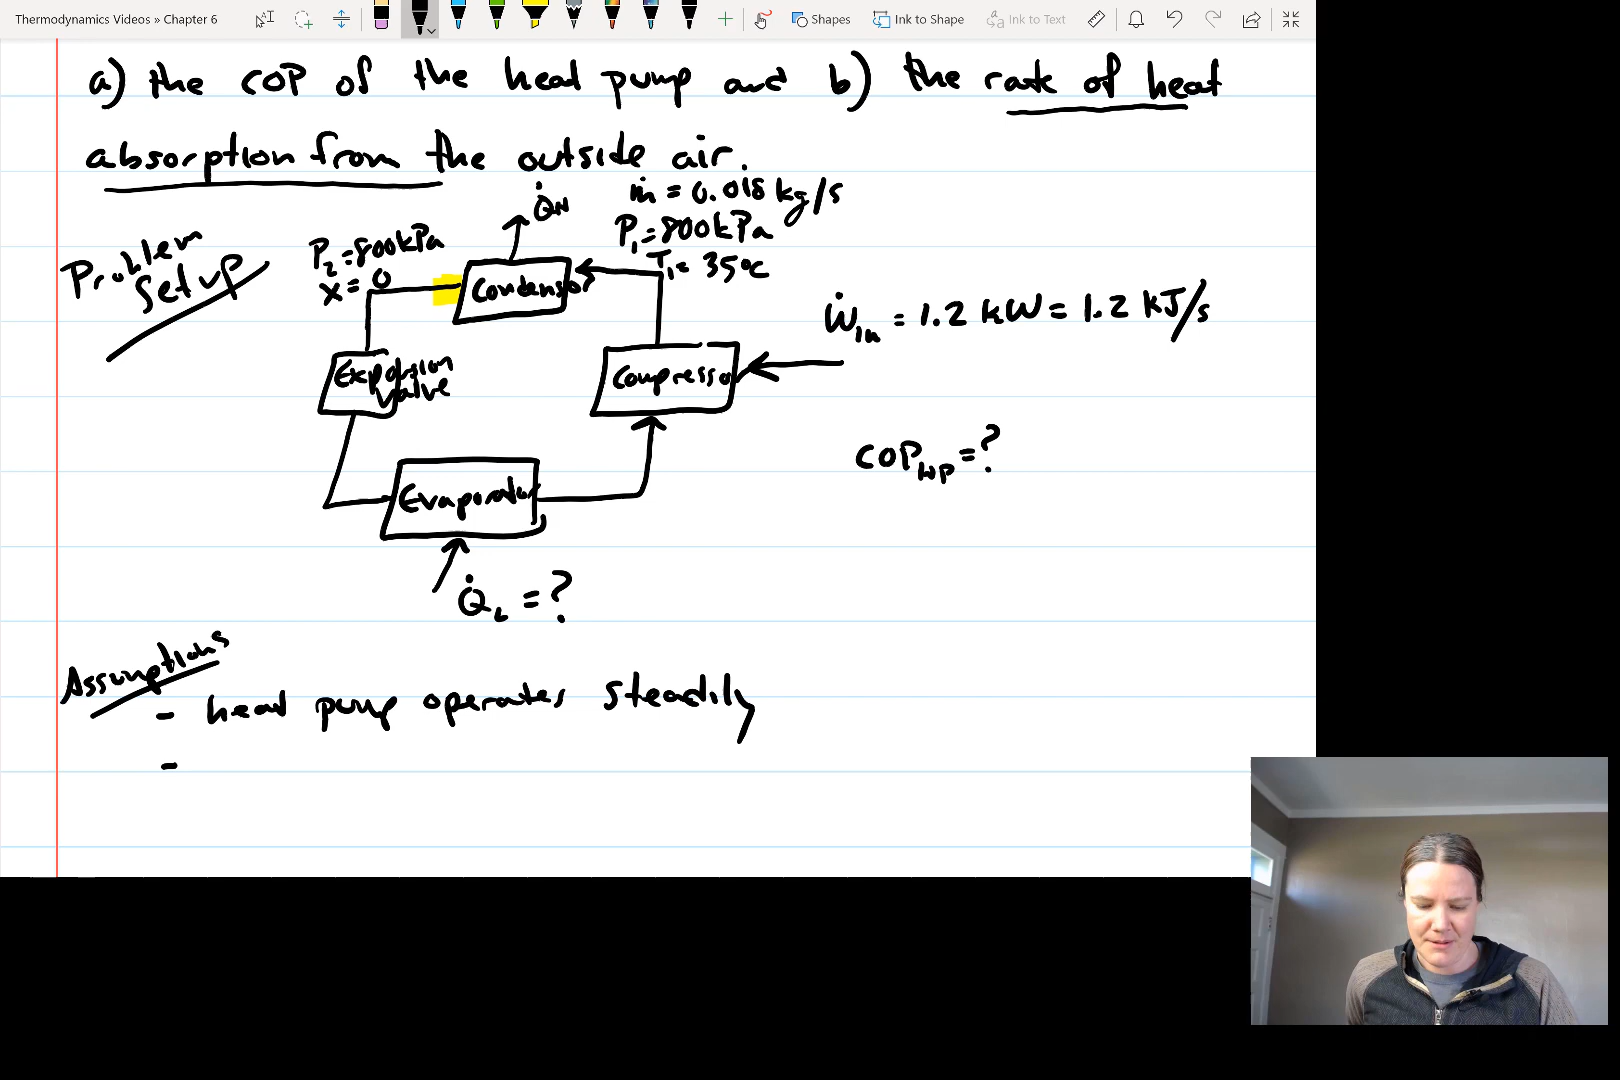 Thermodynamics Videos » Chapter 6
Shapes
Ink to Shape
Ink to Text
a) the COP of the heat pump and b) the rate of heat
absorption from the outside air.
Problem
Setup
P₂=800kPa
x=0
Q̇H
ṁ = 0.018 kg/s
P₁=800kPa
T₁= 35°C
Condensor
Ẇin = 1.2 kW = 1.2 kJ/s
Expansion
valve
Compressor
COPHP =?
Evaporator
Q̇L =?
Assumptions
- heat pump operates steadily
-